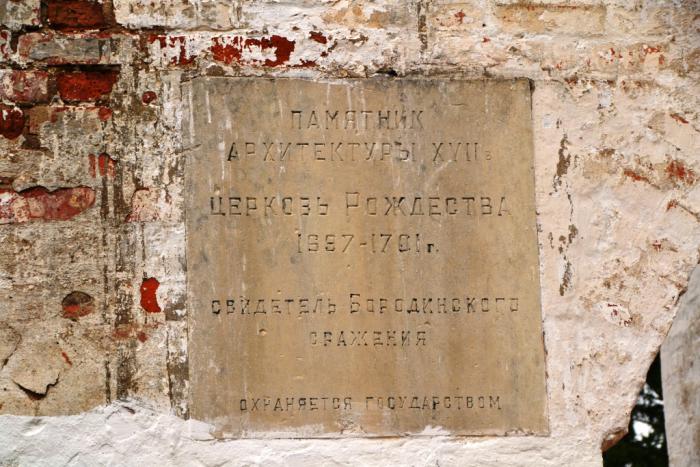 ПАМЯТНИК
АРХИТЕКТУРЫ XVII в
ЦЕРКОВЬ РОЖДЕСТВА
1697-1701 г.
СВИДЕТЕЛЬ БОРОДИНСКОГО
СРАЖЕНИЯ
ОХРАНЯЕТСЯ ГОСУДАРСТВОМ